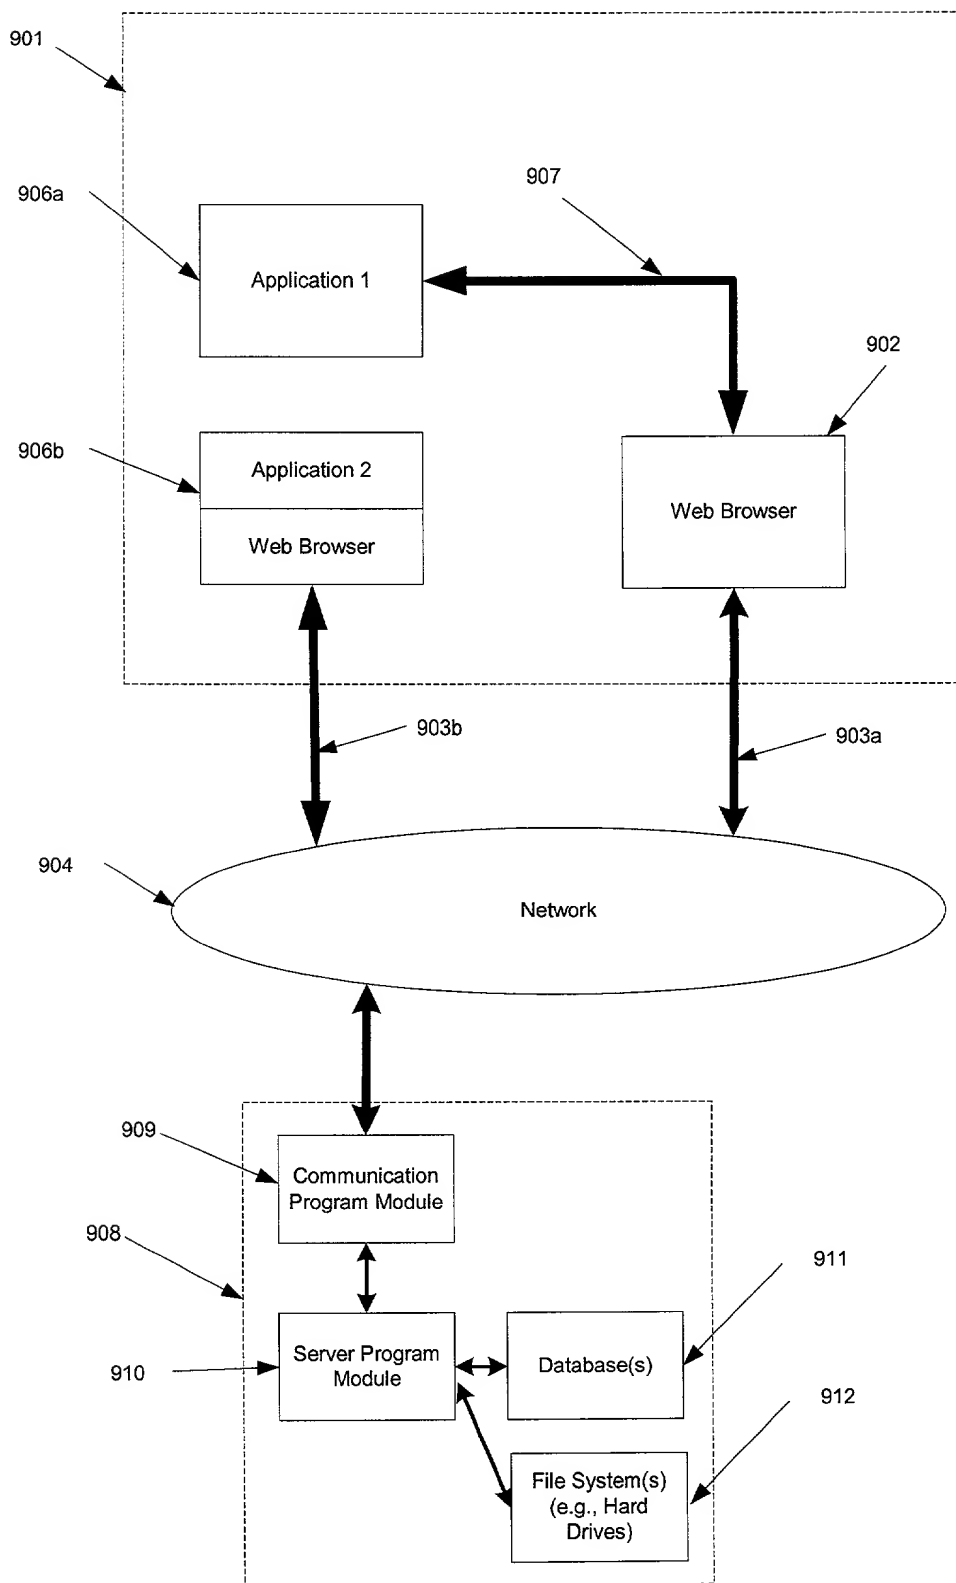 901
906a
907
Application 1
902
906b
Application 2
Web Browser
Web Browser
903b
903a
904
Network
909
Communication
Program Module
908
911
Server Program
Module
Database(s)
910
912
File System(s)
(e.g., Hard
Drives)